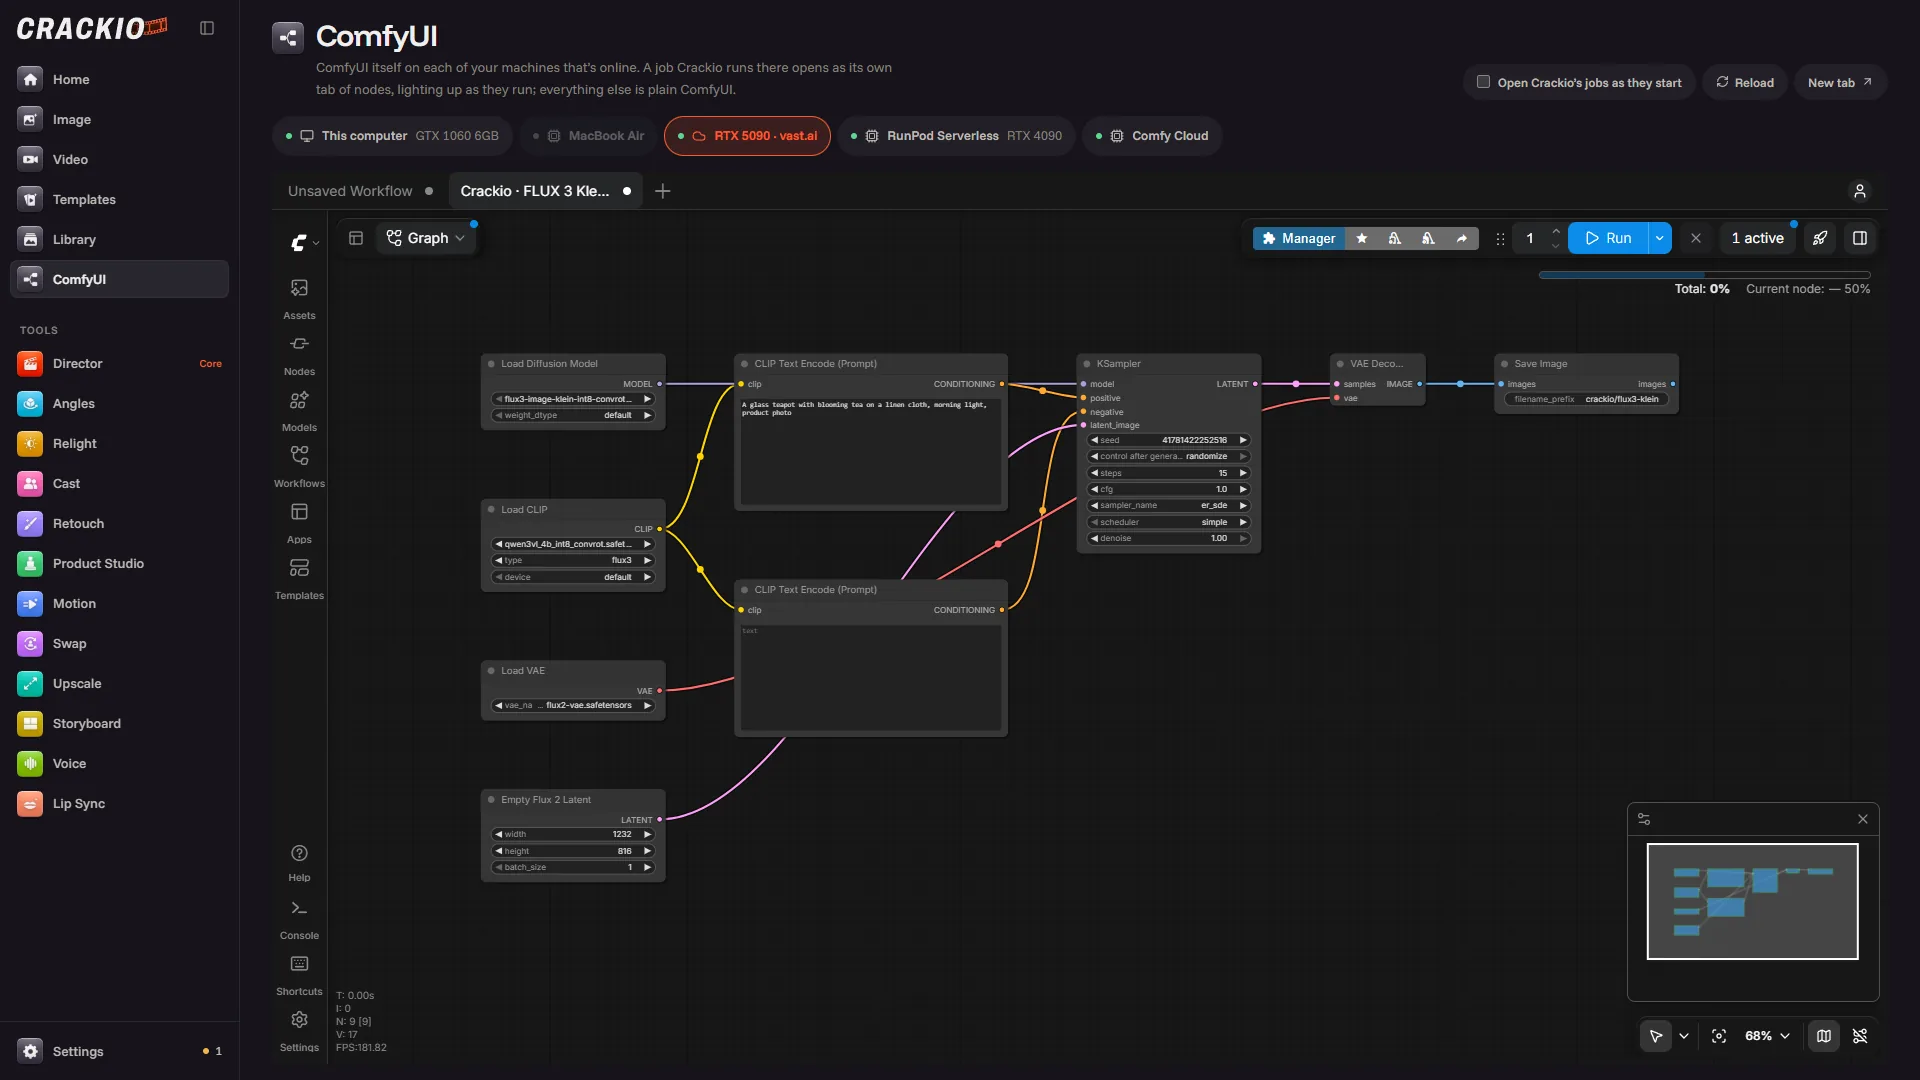 CRACKIO
Home
Image
Video
Templates
Library
ComfyUI
TOOLS
Director Core
Angles
Relight
Cast
Retouch
Product Studio
Motion
Swap
Upscale
Storyboard
Voice
Lip Sync
Settings 1
ComfyUI
ComfyUI itself on each of your machines that's online. A job Crackio runs there opens as its own
tab of nodes, lighting up as they run; everything else is plain ComfyUI.
Open Crackio's jobs as they start
Reload
New tab
This computer GTX 1060 6GB
MacBook Air
RTX 5090 · vast.ai
RunPod Serverless RTX 4090
Comfy Cloud
Unsaved Workflow
Crackio · FLUX 3 Kle...
Graph
Manager
1
Run
1 active
Total: 0% Current node: — 50%
Assets
Nodes
Models
Workflows
Apps
Templates
Help
Console
Shortcuts
Settings
Load Diffusion Model
MODEL
flux3-image-klein-int8-convrot...
weight_dtype default
Load CLIP
CLIP
qwen3vl_4b_int8_convrot.safet...
type flux3
device default
Load VAE
VAE
vae_na ... flux2-vae.safetensors
Empty Flux 2 Latent
LATENT
width 1232
height 816
batch_size 1
CLIP Text Encode (Prompt)
clip CONDITIONING
A glass teapot with blooming tea on a linen cloth, morning light,
product photo
CLIP Text Encode (Prompt)
clip CONDITIONING
text
KSampler
model LATENT
positive
negative
latent_image
seed 41781422252516
control after genera... randomize
steps 15
cfg 1.0
sampler_name er_sde
scheduler simple
denoise 1.00
VAE Deco...
samples IMAGE
vae
Save Image
images images
filename_prefix crackio/flux3-klein
T: 0.00s
I: 0
N: 9 [9]
V: 17
FPS:181.82
68%